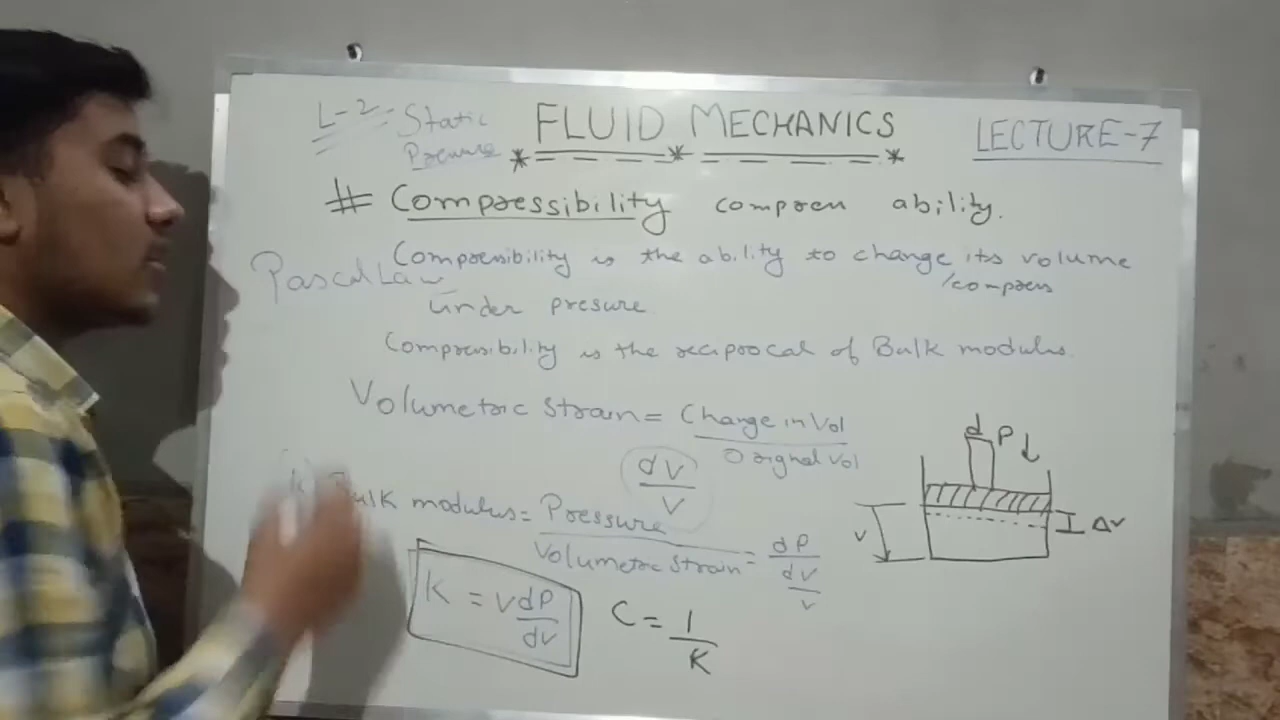 L-2- Static Pressure
FLUID MECHANICS
LECTURE-7
# Compressibility compress ability.
Compressibility is the ability to change its volume
/compress
Pascal Law
under presure
Compressibility is the reciprocal of Bulk modulus.
Volumetric Strain = Change in Vol
Original Vol
dv
v
Bulk modulus = Pressure
Volumetric Strain = dP
dv
v
K = v dP
dv
C = 1
K
dP ↓
v
Δv